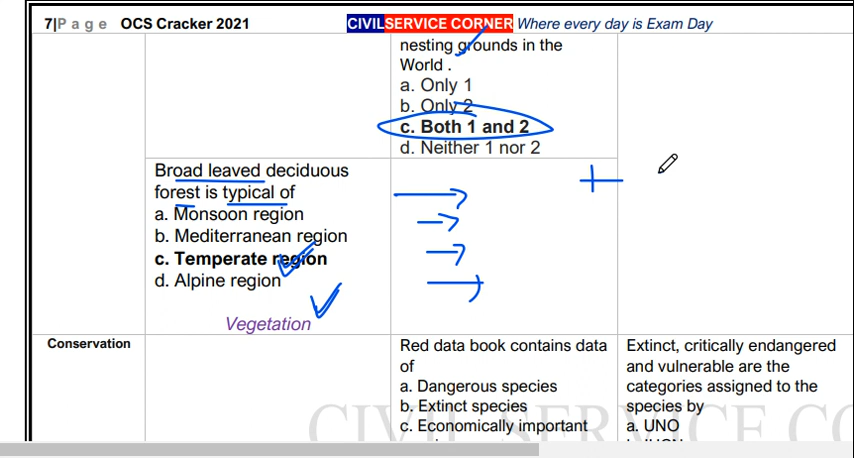 7|P a g e OCS Cracker 2021
CIVILSERVICE CORNER Where every day is Exam Day
nesting grounds in the
World .
a. Only 1
b. Only 2
c. Both 1 and 2
d. Neither 1 nor 2
Broad leaved deciduous
forest is typical of
a. Monsoon region
b. Mediterranean region
c. Temperate region
d. Alpine region
Vegetation
Conservation
Red data book contains data
of
a. Dangerous species
b. Extinct species
c. Economically important
Extinct, critically endangered
and vulnerable are the
categories assigned to the
species by
a. UNO
CIVIL SERVICE CO